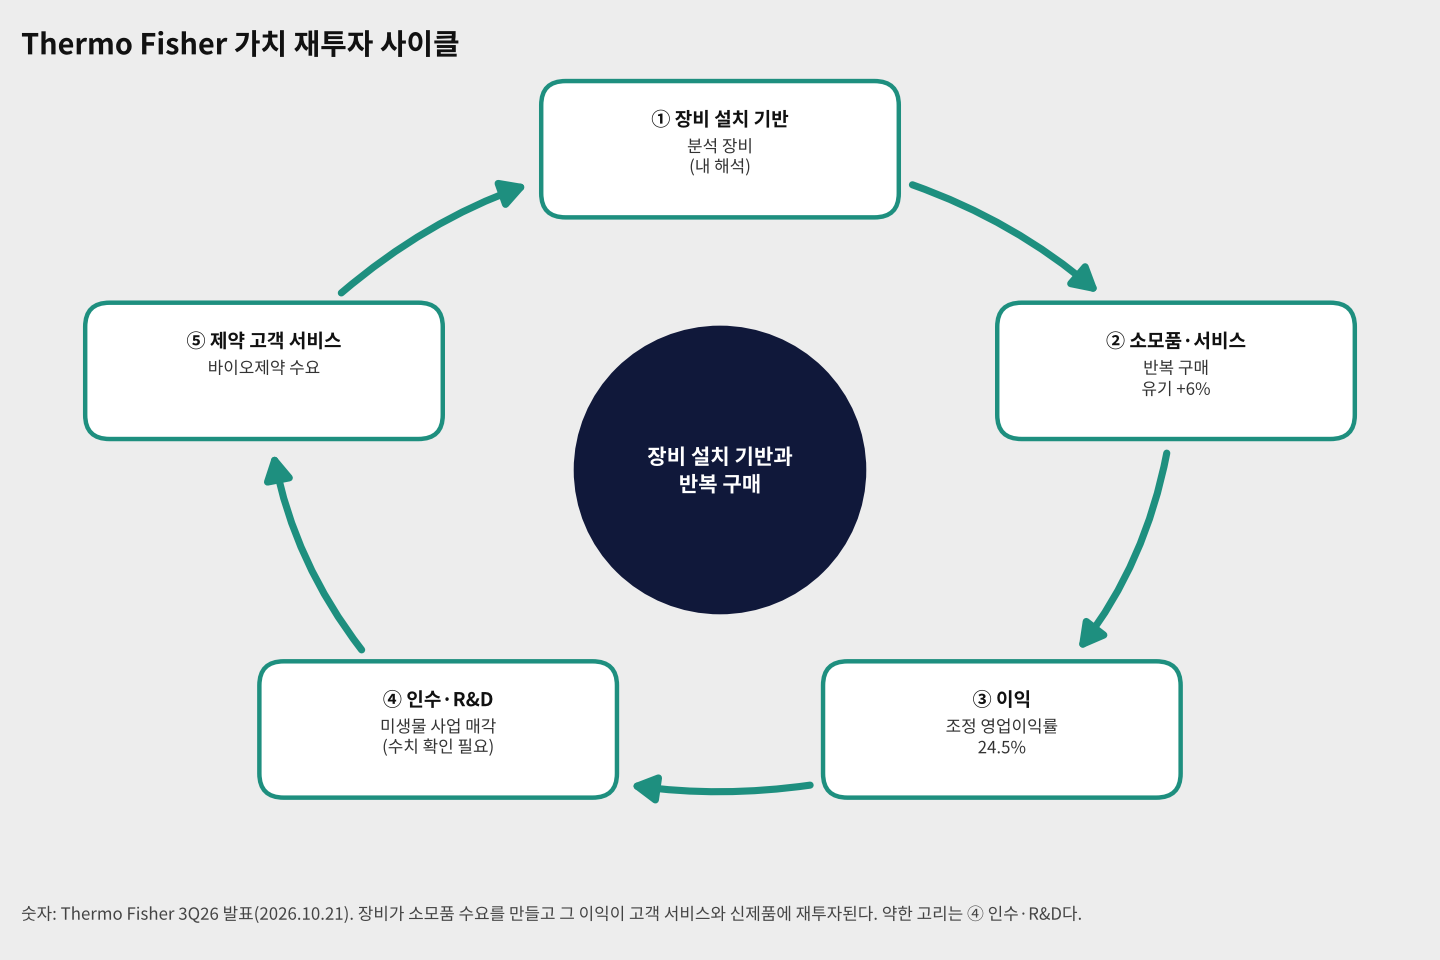 Thermo Fisher 가치 재투자 사이클
① 장비 설치 기반
분석 장비
(내 해석)
⑤ 제약 고객 서비스
바이오제약 수요
② 소모품·서비스
반복 구매
유기 +6%
장비 설치 기반과
반복 구매
④ 인수·R&D
미생물 사업 매각
(수치 확인 필요)
③ 이익
조정 영업이익률
24.5%
숫자: Thermo Fisher 3Q26 발표(2026.10.21). 장비가 소모품 수요를 만들고 그 이익이 고객 서비스와 신제품에 재투자된다. 약한 고리는 ④ 인수·R&D다.